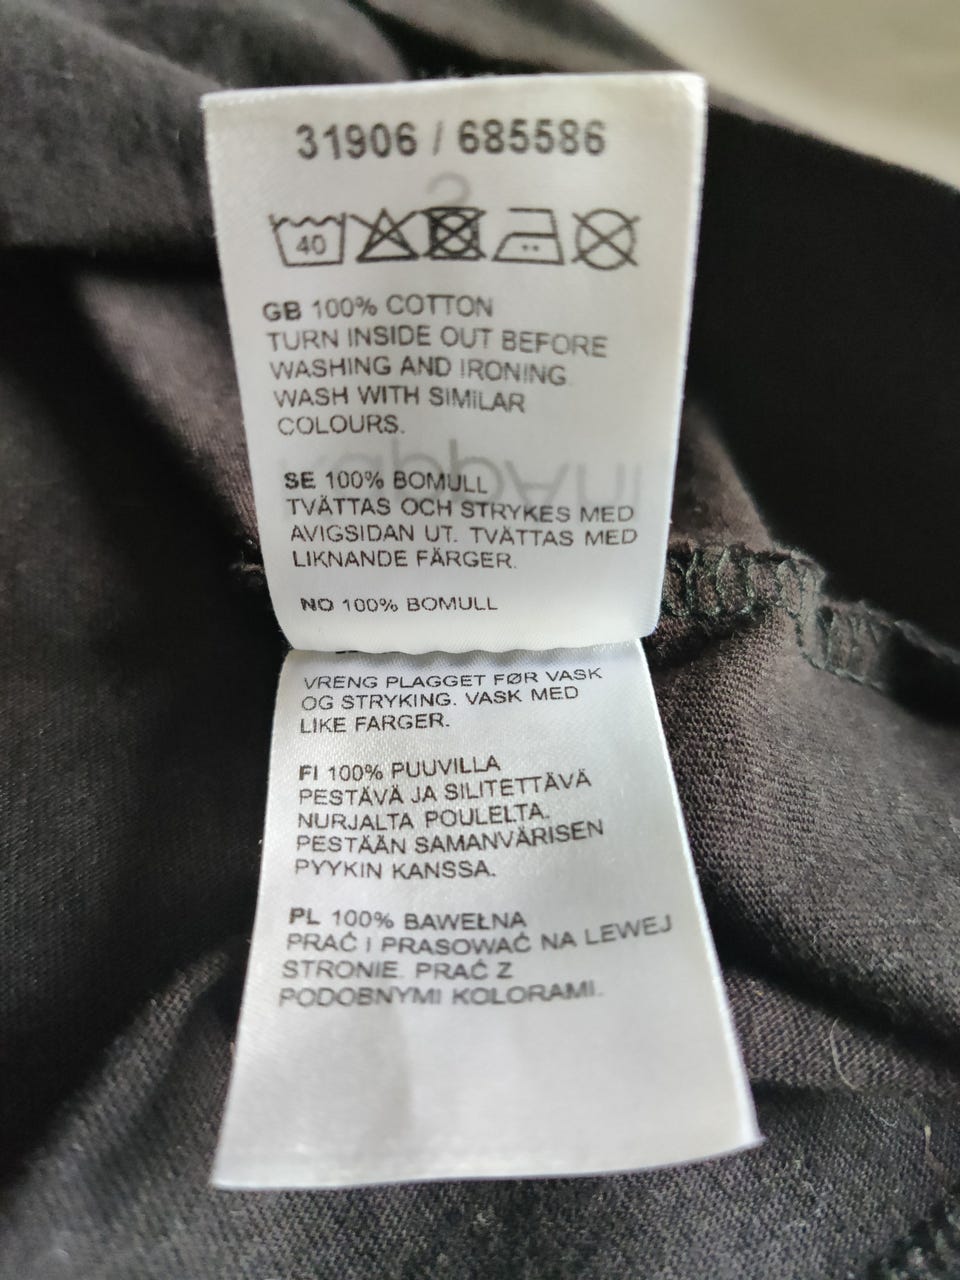 31906 / 685586
40
GB 100% COTTON
TURN INSIDE OUT BEFORE
WASHING AND IRONING.
WASH WITH SIMILAR
COLOURS.
SE 100% BOMULL
TVÄTTAS OCH STRYKES MED
AVIGSIDAN UT. TVÄTTAS MED
LIKNANDE FÄRGER.
NO 100% BOMULL
VRENG PLAGGET FØR VASK
OG STRYKING. VASK MED
LIKE FARGER.
FI 100% PUUVILLA
PESTÄVÄ JA SILITETTÄVÄ
NURJALTA POULELTA.
PESTÄÄN SAMANVÄRISEN
PYYKIN KANSSA.
PL 100% BAWEŁNA
PRAĆ I PRASOWAĆ NA LEWEJ
STRONIE. PRAĆ Z
PODOBNYMI KOLORAMI.